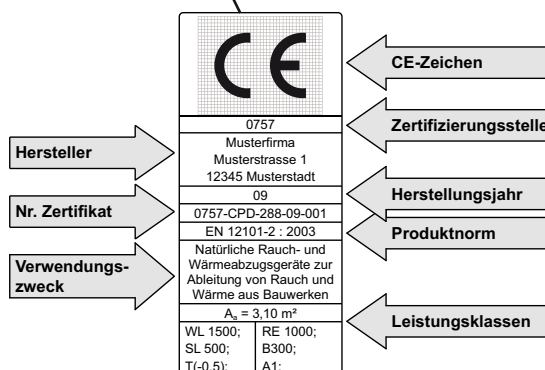 CE
CE-Zeichen
0757
Zertifizierungsstelle
Hersteller
Musterfirma
Musterstrasse 1
12345 Musterstadt
09
Herstellungsjahr
Nr. Zertifikat
0757-CPD-288-09-001
EN 12101-2 : 2003
Produktnorm
Verwendungs-
zweck
Natürliche Rauch- und
Wärmeabzugsgeräte zur
Ableitung von Rauch und
Wärme aus Bauwerken
Aa = 3,10 m²
Leistungsklassen
WL 1500; RE 1000;
SL 500; B300;
T(-0,5); A1;